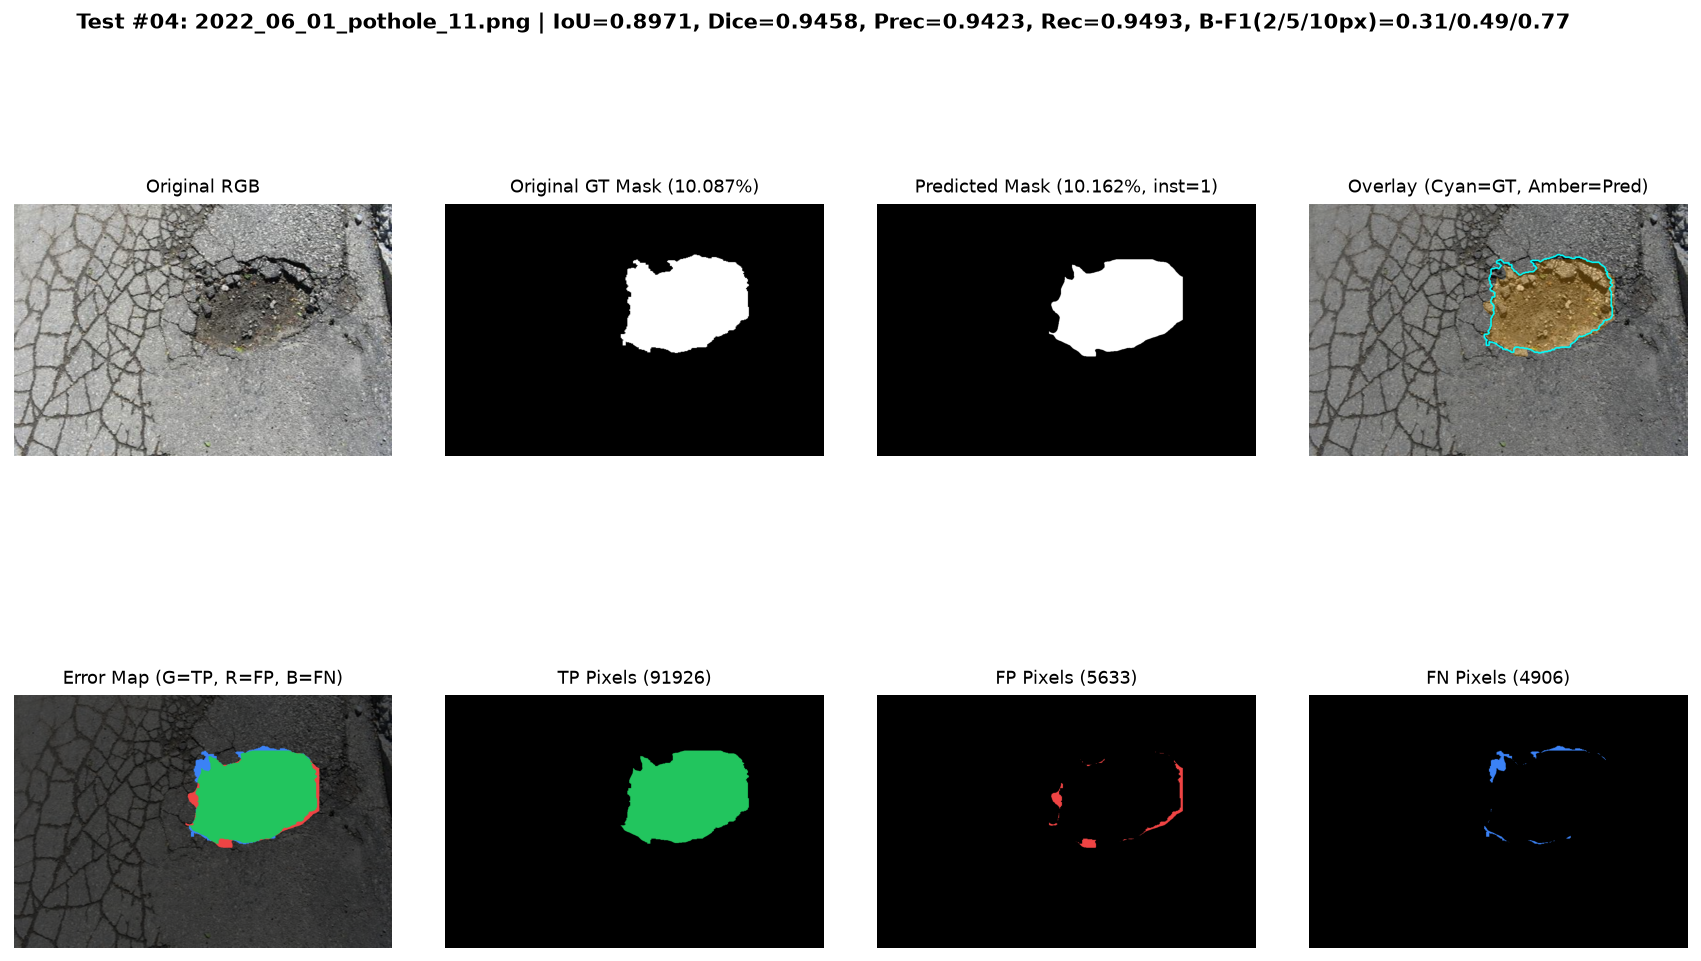 Test #04: 2022_06_01_pothole_11.png | IoU=0.8971, Dice=0.9458, Prec=0.9423, Rec=0.9493, B-F1(2/5/10px)=0.31/0.49/0.77
Original RGB
Original GT Mask (10.087%)
Predicted Mask (10.162%, inst=1)
Overlay (Cyan=GT, Amber=Pred)
Error Map (G=TP, R=FP, B=FN)
TP Pixels (91926)
FP Pixels (5633)
FN Pixels (4906)